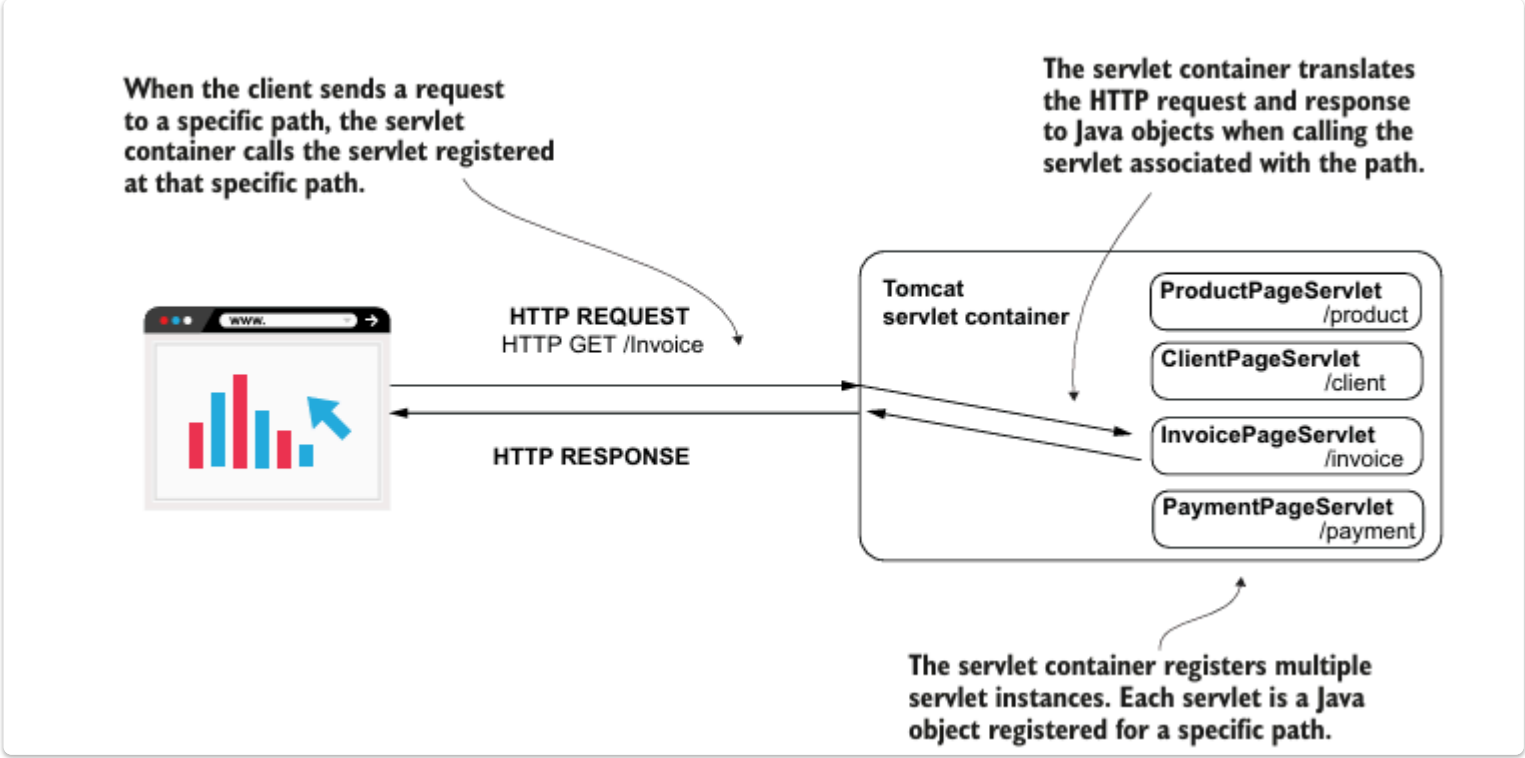 When the client sends a request
to a specific path, the servlet
container calls the servlet registered
at that specific path.
The servlet container translates
the HTTP request and response
to Java objects when calling the
servlet associated with the path.
www.
HTTP REQUEST
HTTP GET /Invoice
HTTP RESPONSE
Tomcat
servlet container
ProductPageServlet
/product
ClientPageServlet
/client
InvoicePageServlet
/invoice
PaymentPageServlet
/payment
The servlet container registers multiple
servlet instances. Each servlet is a Java
object registered for a specific path.